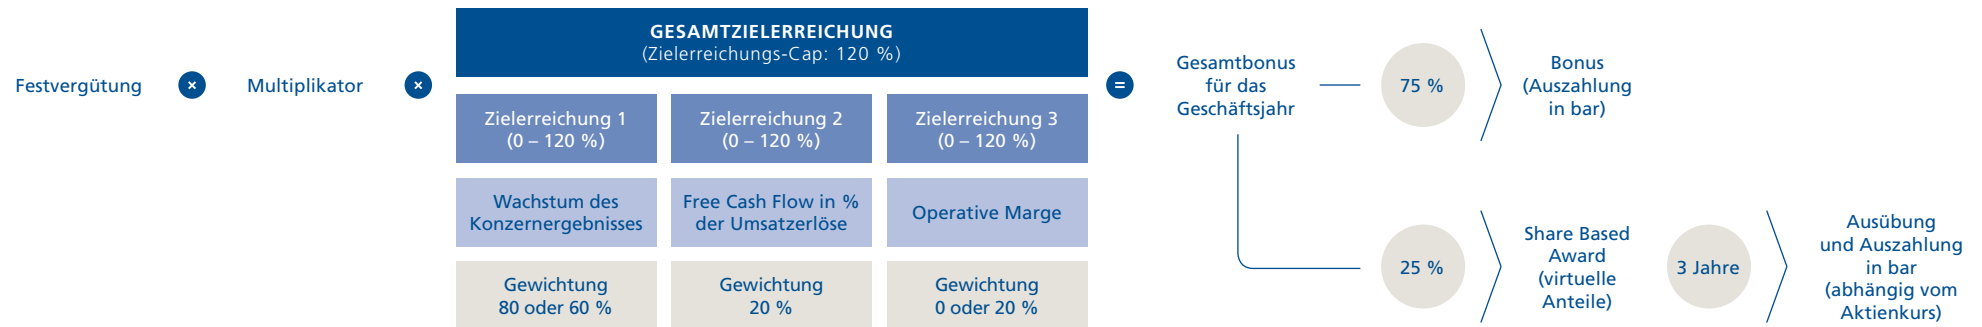 Festvergütung
×
Multiplikator
×
GESAMTZIELERREICHUNG
(Zielerreichungs-Cap: 120 %)
Zielerreichung 1
(0 – 120 %)
Zielerreichung 2
(0 – 120 %)
Zielerreichung 3
(0 – 120 %)
Wachstum des
Konzernergebnisses
Free Cash Flow in %
der Umsatzerlöse
Operative Marge
Gewichtung
80 oder 60 %
Gewichtung
20 %
Gewichtung
0 oder 20 %
=
Gesamtbonus
für das
Geschäftsjahr
75 %
Bonus
(Auszahlung
in bar)
25 %
Share Based
Award
(virtuelle
Anteile)
3 Jahre
Ausübung
und Auszahlung
in bar
(abhängig vom
Aktienkurs)